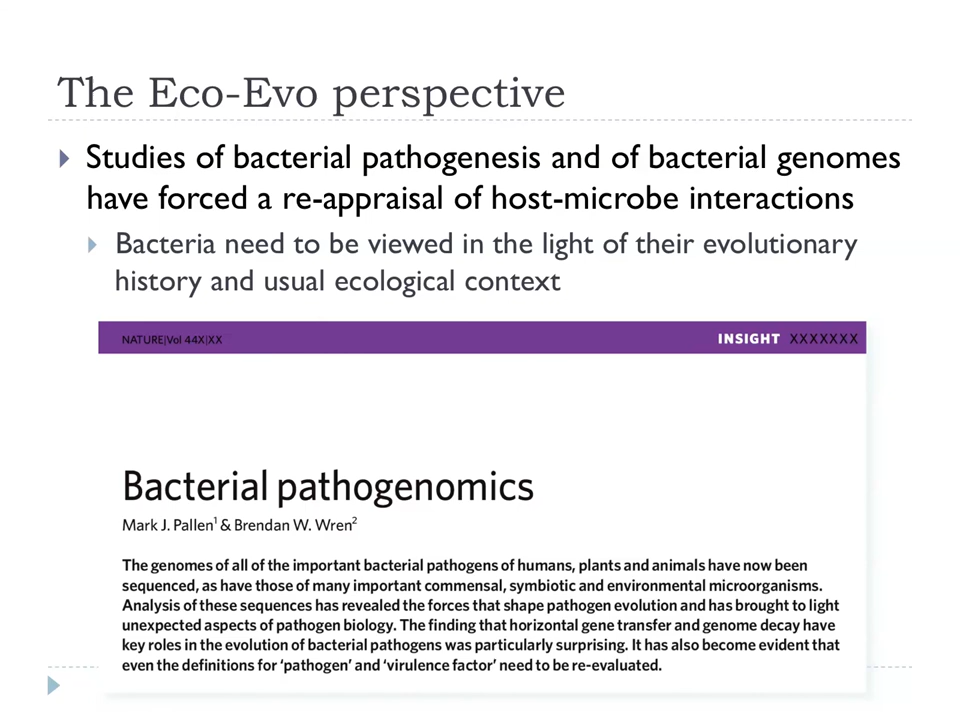 The Eco-Evo perspective
Studies of bacterial pathogenesis and of bacterial genomes
have forced a re-appraisal of host-microbe interactions
Bacteria need to be viewed in the light of their evolutionary
history and usual ecological context
NATURE|Vol 44X|XX
INSIGHT XXXXXXX
Bacterial pathogenomics
Mark J. Pallen¹ & Brendan W. Wren²
The genomes of all of the important bacterial pathogens of humans, plants and animals have now been
sequenced, as have those of many important commensal, symbiotic and environmental microorganisms.
Analysis of these sequences has revealed the forces that shape pathogen evolution and has brought to light
unexpected aspects of pathogen biology. The finding that horizontal gene transfer and genome decay have
key roles in the evolution of bacterial pathogens was particularly surprising. It has also become evident that
even the definitions for ‘pathogen’ and ‘virulence factor’ need to be re-evaluated.